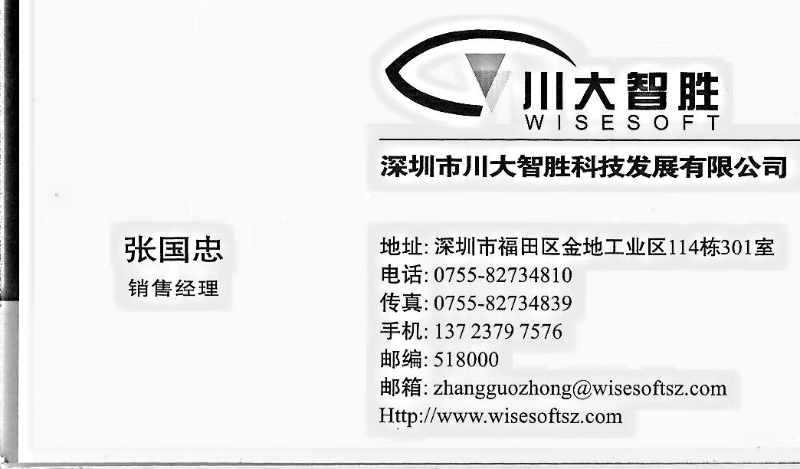 川大智胜
WISESOFT
深圳市川大智胜科技发展有限公司
张国忠
销售经理
地址: 深圳市福田区金地工业区114栋301室
电话: 0755-82734810
传真: 0755-82734839
手机: 13723797576
邮编: 518000
邮箱: zhangguozhong@wisesoftsz.com
Http://www.wisesoftsz.com